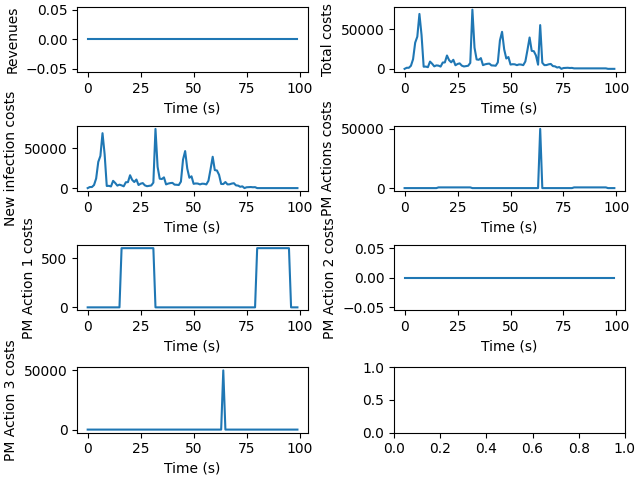 Revenues
0.05
0.00
−0.05
0 25 50 75 100
Time (s)
Total costs
50000
0
0 25 50 75 100
Time (s)
New infection costs
50000
0
0 25 50 75 100
Time (s)
PM Actions costs
50000
0
0 25 50 75 100
Time (s)
PM Action 1 costs
500
0
0 25 50 75 100
Time (s)
PM Action 2 costs
0.05
0.00
−0.05
0 25 50 75 100
Time (s)
PM Action 3 costs
50000
0
0 25 50 75 100
Time (s)
1.0
0.5
0.0
0.0 0.2 0.4 0.6 0.8 1.0